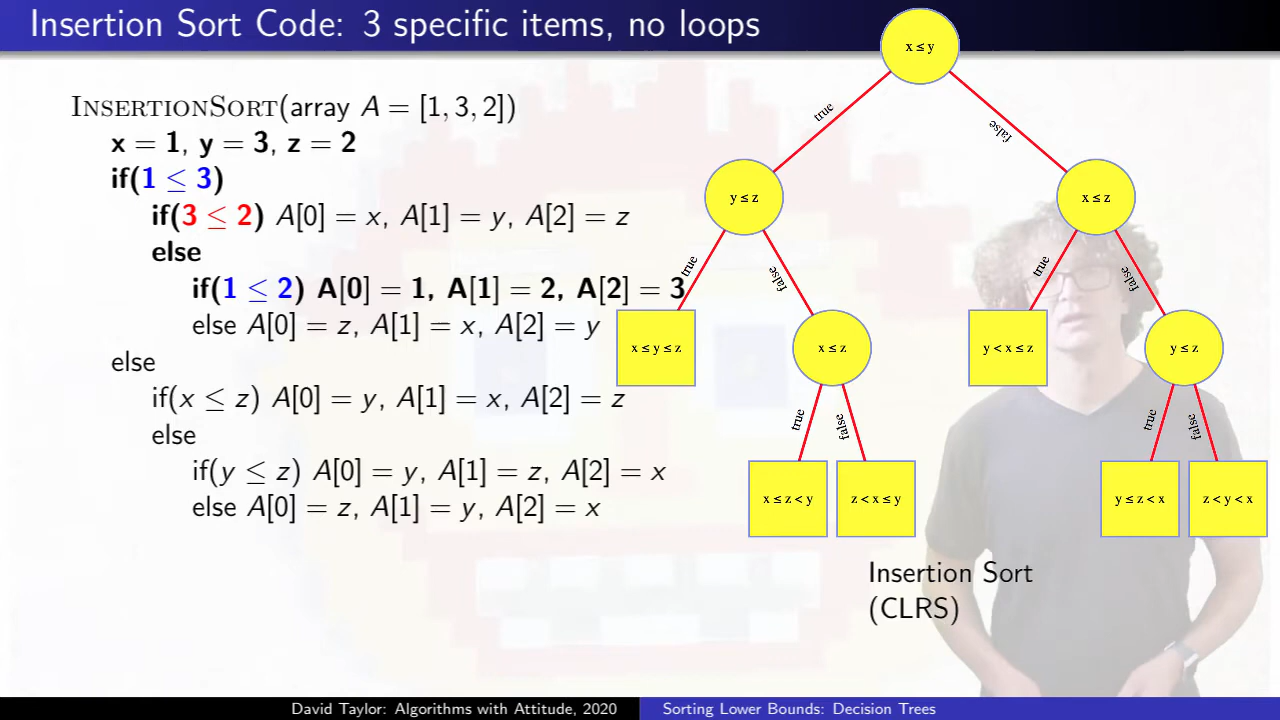 Insertion Sort Code: 3 specific items, no loops
INSERTIONSORT(array A = [1, 3, 2])
x = 1, y = 3, z = 2
if(1 ≤ 3)
if(3 ≤ 2) A[0] = x, A[1] = y, A[2] = z
else
if(1 ≤ 2) A[0] = 1, A[1] = 2, A[2] = 3
else A[0] = z, A[1] = x, A[2] = y
else
if(x ≤ z) A[0] = y, A[1] = x, A[2] = z
else
if(y ≤ z) A[0] = y, A[1] = z, A[2] = x
else A[0] = z, A[1] = y, A[2] = x
x ≤ y
true
false
y ≤ z
x ≤ z
true
false
true
false
x ≤ y ≤ z
x ≤ z
y < x ≤ z
y ≤ z
true
false
true
false
x ≤ z < y
z < x ≤ y
y ≤ z < x
z < y < x
Insertion Sort
(CLRS)
David Taylor: Algorithms with Attitude, 2020
Sorting Lower Bounds: Decision Trees